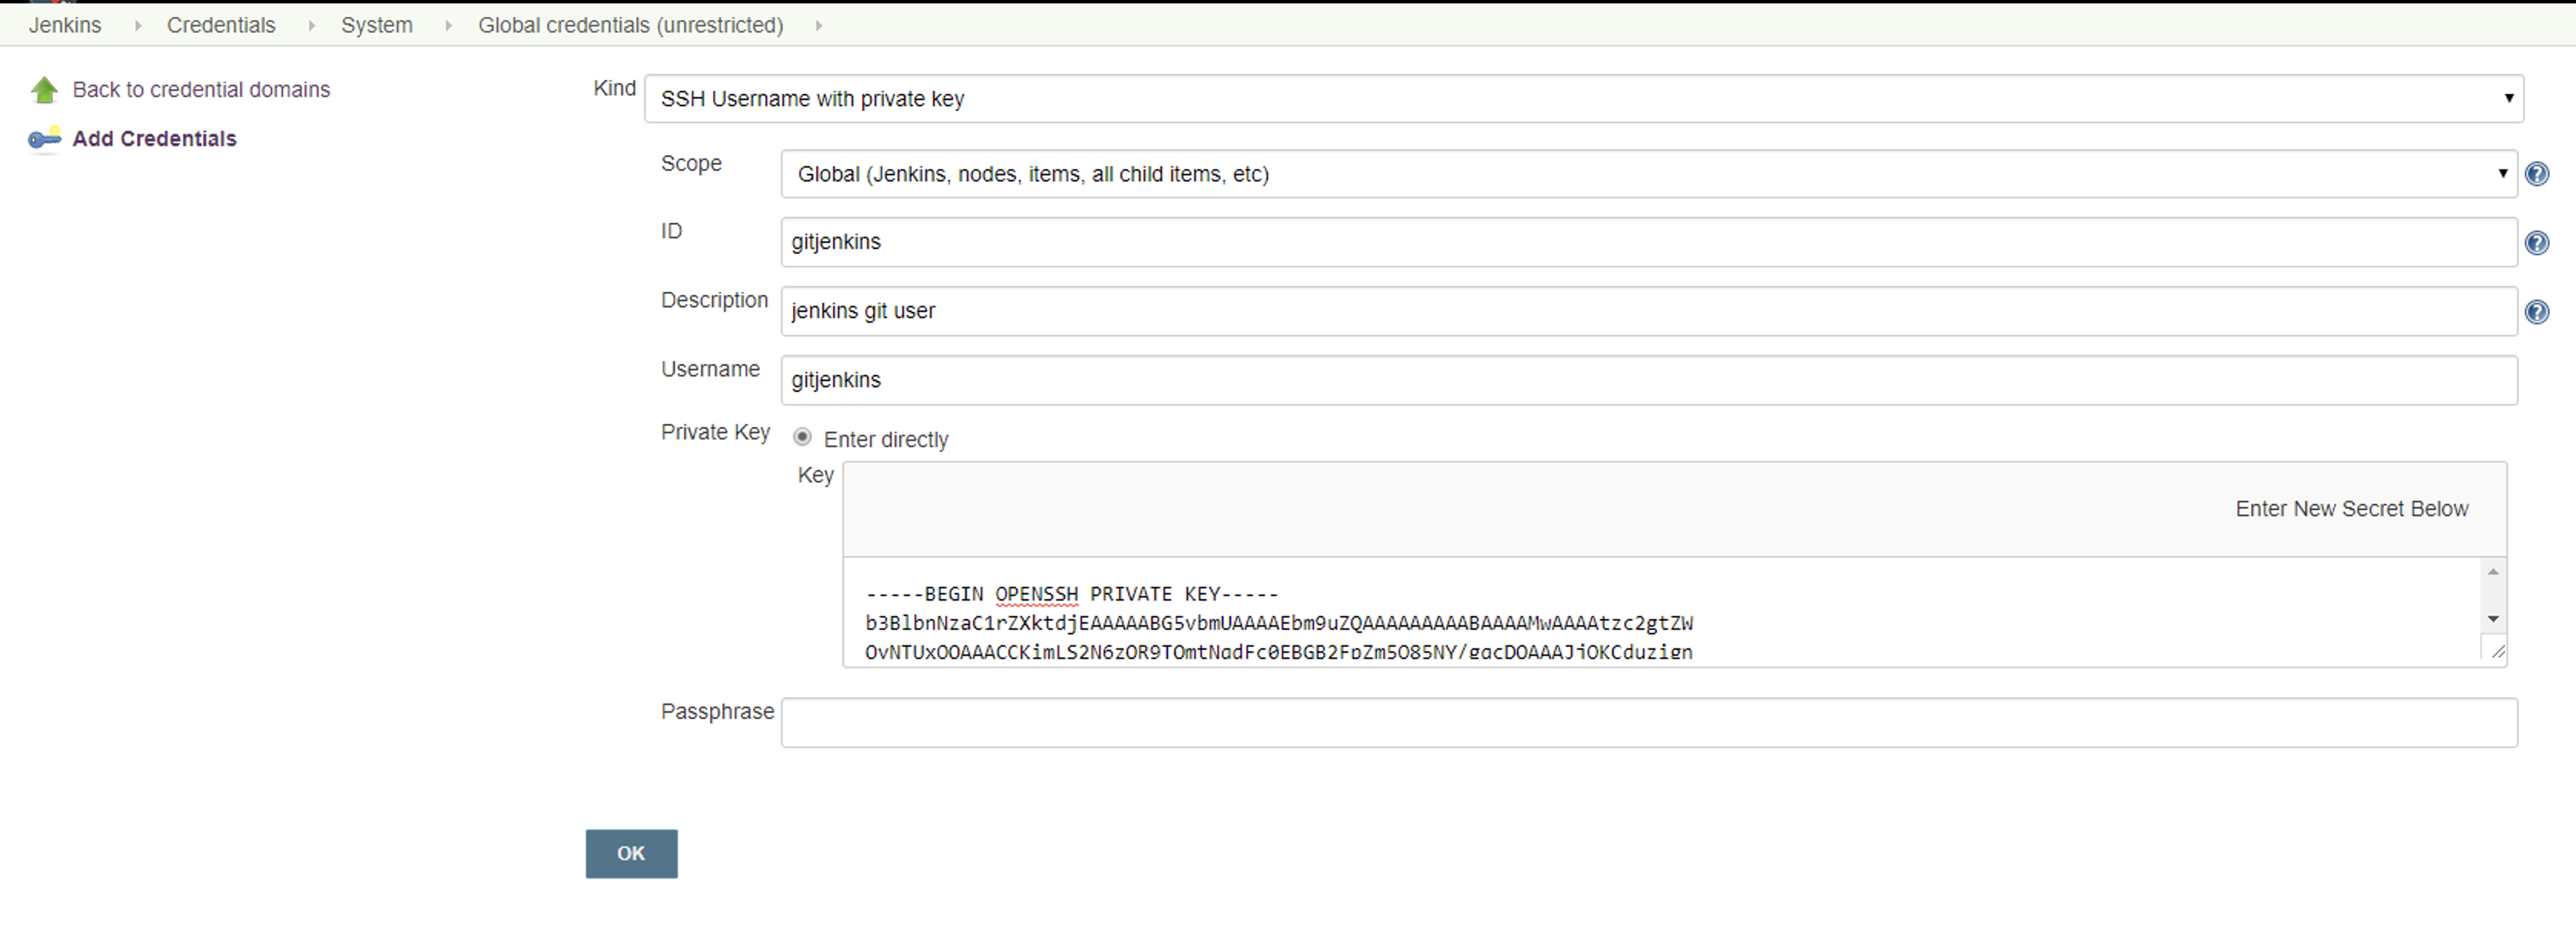 Jenkins Credentials System Global credentials (unrestricted)
Back to credential domains
Add Credentials
Kind SSH Username with private key
Scope Global (Jenkins, nodes, items, all child items, etc)
ID gitjenkins
Description jenkins git user
Username gitjenkins
Private Key Enter directly
Key
Enter New Secret Below
-----BEGIN OPENSSH PRIVATE KEY-----
b3BlbnNzaC1rZXktdjEAAAAABG5vbmUAAAAEbm9uZQAAAAAAAAABAAAAMwAAAAtzc2gtZW
Passphrase
OK